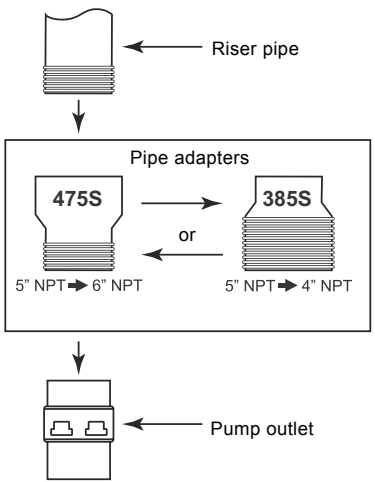 Riser pipe
Pipe adapters
475S
385S
or
5” NPT➡ 6” NPT
5” NPT➡ 4” NPT
Pump outlet